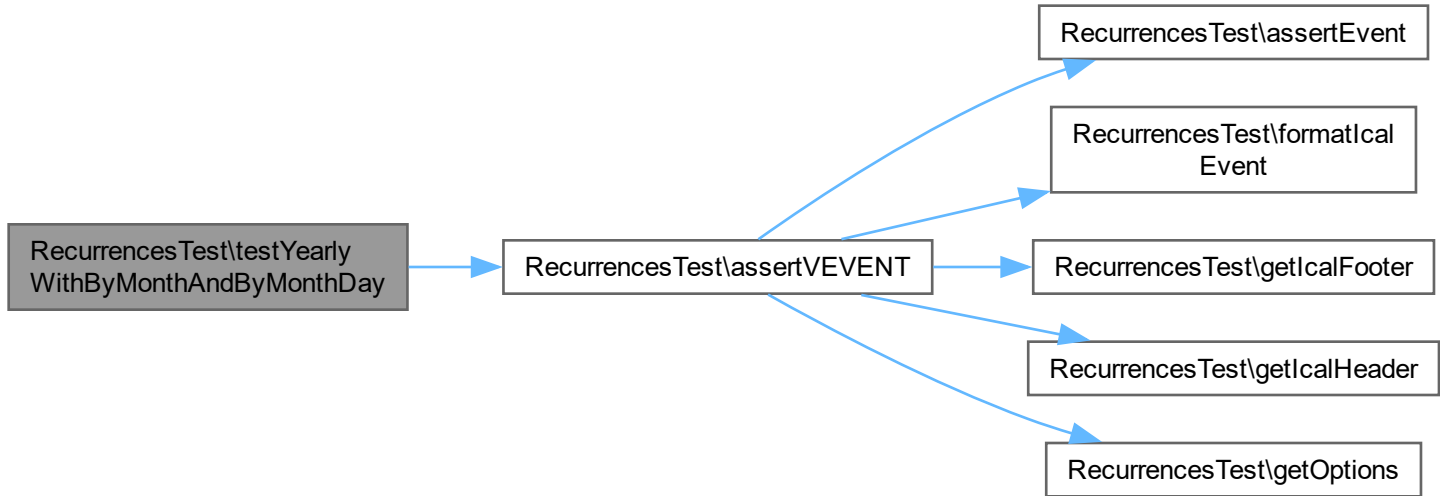 RecurrencesTest\testYearly
WithByMonthAndByMonthDay
RecurrencesTest\assertVEVENT
RecurrencesTest\assertEvent
RecurrencesTest\formatIcal
Event
RecurrencesTest\getIcalFooter
RecurrencesTest\getIcalHeader
RecurrencesTest\getOptions